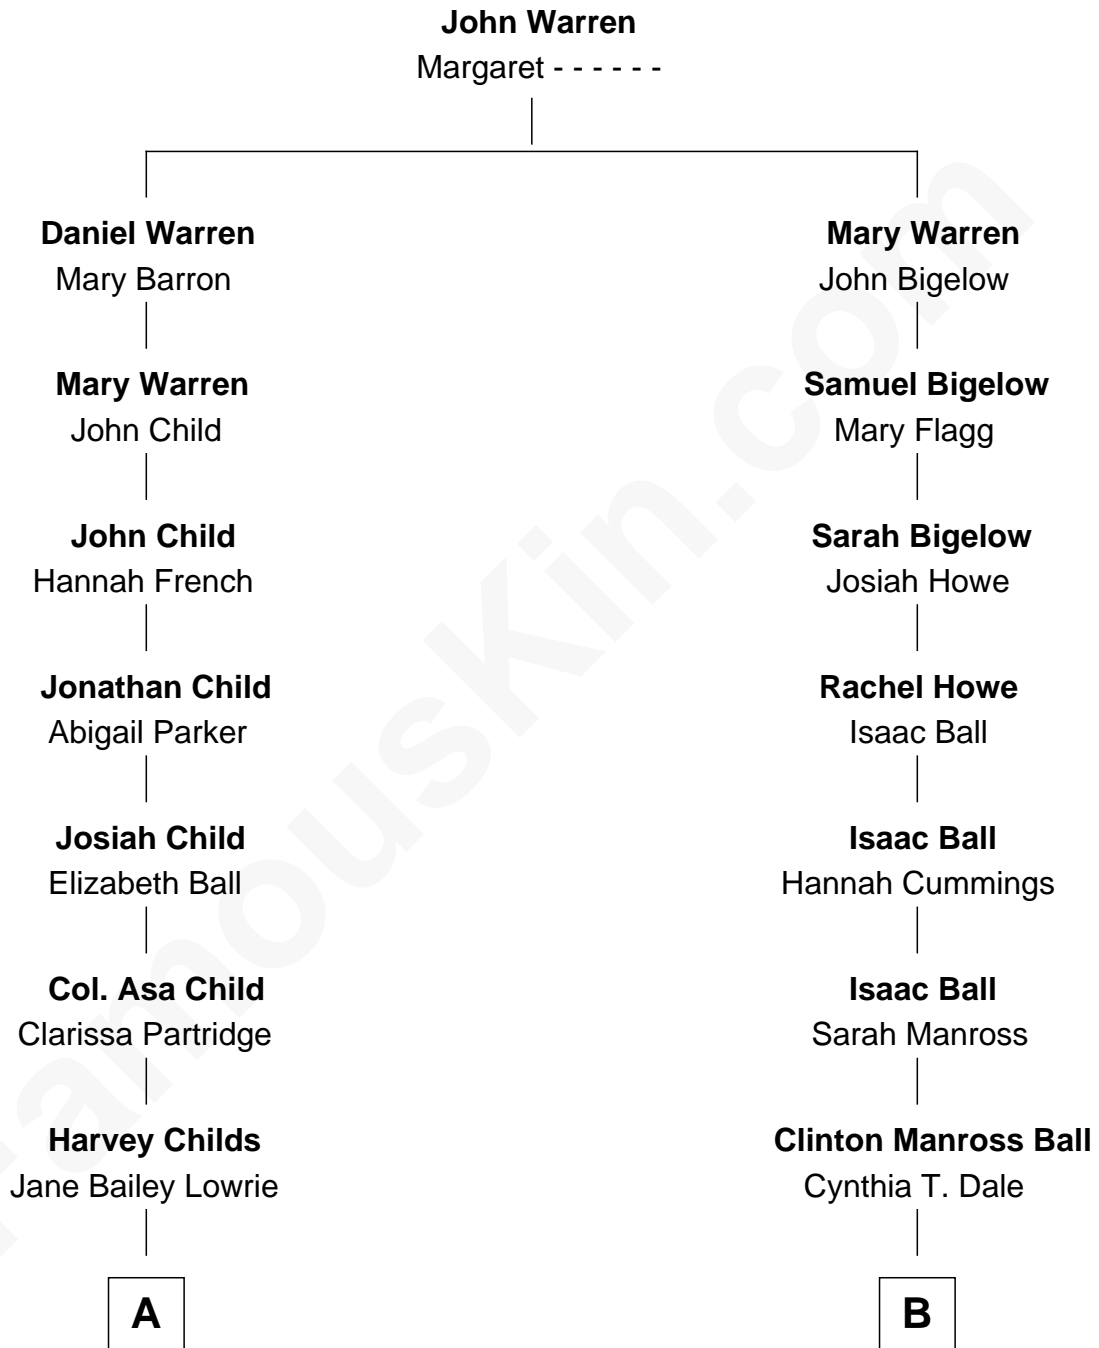 John Warren
Margaret - - - - - -
Daniel Warren
Mary Barron
Mary Warren
John Bigelow
Mary Warren
John Child
Samuel Bigelow
Mary Flagg
John Child
Hannah French
Sarah Bigelow
Josiah Howe
Jonathan Child
Abigail Parker
Rachel Howe
Isaac Ball
Josiah Child
Elizabeth Ball
Isaac Ball
Hannah Cummings
Col. Asa Child
Clarissa Partridge
Isaac Ball
Sarah Manross
Harvey Childs
Jane Bailey Lowrie
Clinton Manross Ball
Cynthia T. Dale
A
B
FamousKin.com